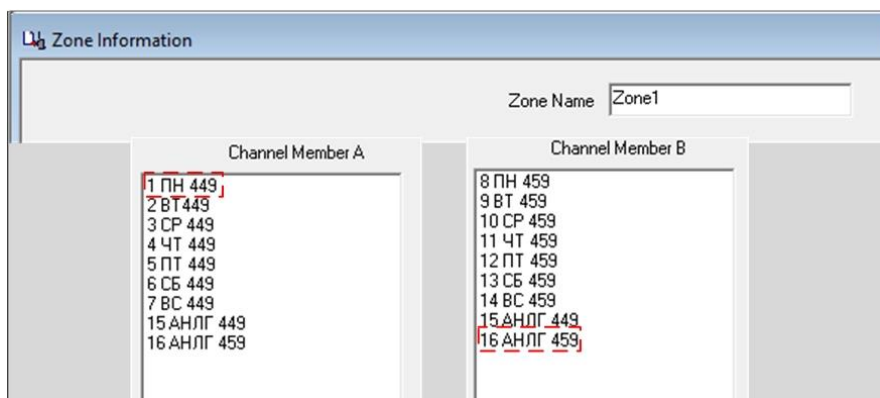 Zone Information
Zone Name Zone1
Channel Member A
1 ПН 449
2 ВТ449
3 СР 449
4 ЧТ 449
5 ПТ 449
6 СБ 449
7 ВС 449
15 АНЛГ 449
16 АНЛГ 459
Channel Member B
8 ПН 459
9 ВТ 459
10 СР 459
11 ЧТ 459
12 ПТ 459
13 СБ 459
14 ВС 459
15 АНЛГ 449
16 АНЛГ 459